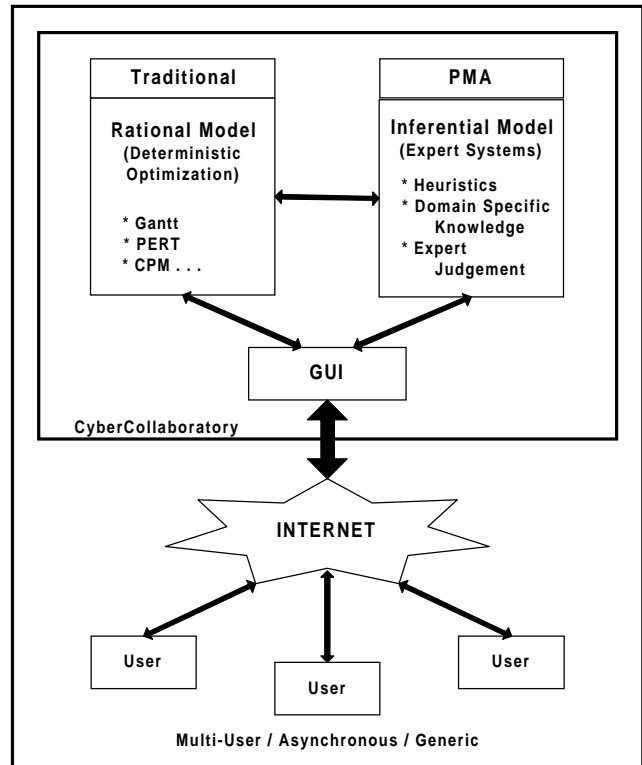 Traditional
Rational Model
(Deterministic
Optimization)
* Gantt
* PERT
* CPM . . .
PMA
Inferential Model
(Expert Systems)
* Heuristics
* Domain Specific
Knowledge
* Expert
Judgement
GUI
CyberCollaboratory
INTERNET
User
User
User
Multi-User / Asynchronous / Generic